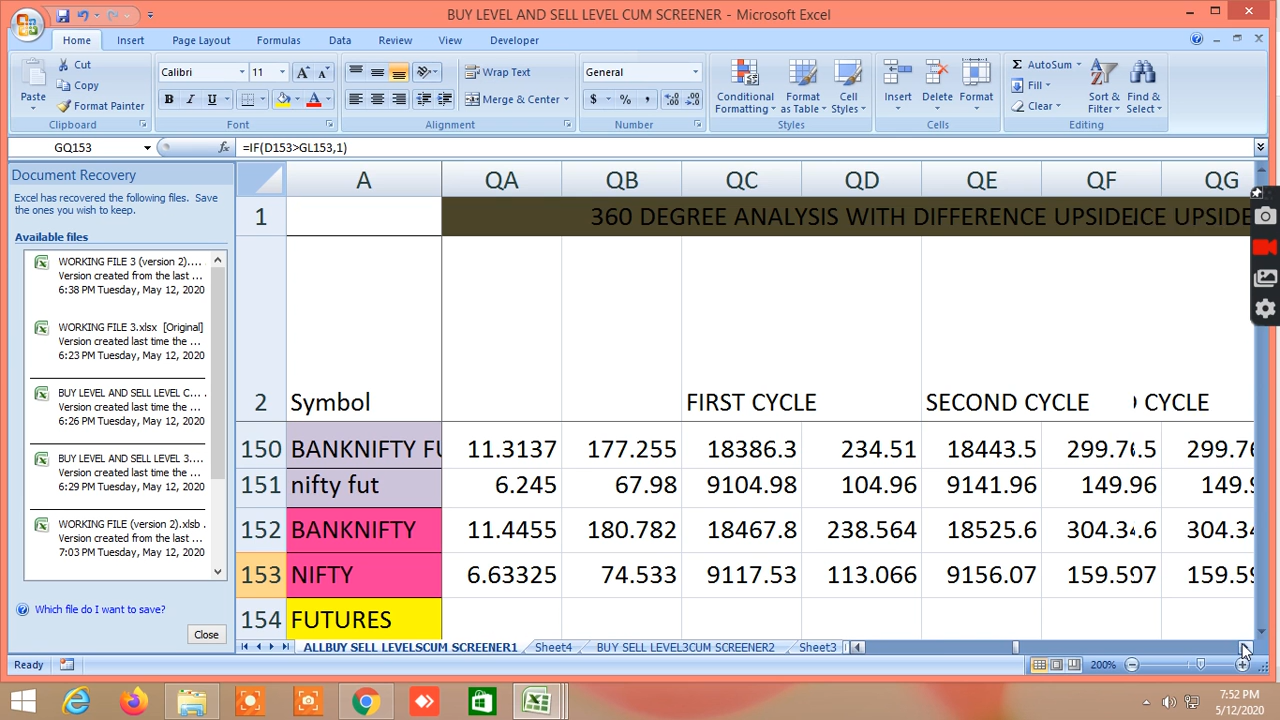 BUY LEVEL AND SELL LEVEL CUM SCREENER - Microsoft Excel
Home Insert Page Layout Formulas Data Review View Developer
Paste
Cut
Copy
Format Painter
Clipboard
Calibri 11
B I U
Font
Wrap Text
Merge & Center
Alignment
General
$ % ,
Number
Conditional Formatting
Format as Table
Cell Styles
Styles
Insert Delete Format
Cells
AutoSum
Fill
Clear
Sort & Filter
Find & Select
Editing
GQ153 fx =IF(D153>GL153,1)
Document Recovery
Excel has recovered the following files. Save
the ones you wish to keep.
Available files
WORKING FILE 3 (version 2)....
Version created from the last ...
6:38 PM Tuesday, May 12, 2020
WORKING FILE 3.xlsx [Original]
Version created last time the ...
6:23 PM Tuesday, May 12, 2020
BUY LEVEL AND SELL LEVEL C... .
Version created last time the ...
6:26 PM Tuesday, May 12, 2020
BUY LEVEL AND SELL LEVEL 3....
Version created last time the ...
6:29 PM Tuesday, May 12, 2020
WORKING FILE (version 2).xlsb .
Version created from the last ...
7:03 PM Tuesday, May 12, 2020
Which file do I want to save?
Close
A QA QB QC QD QE QF QG
1 360 DEGREE ANALYSIS WITH DIFFERENCE UPSIDE
2 Symbol FIRST CYCLE SECOND CYCLE CYCLE
150 BANKNIFTY FU 11.3137 177.255 18386.3 234.51 18443.5
151 nifty fut 6.245 67.98 9104.98 104.96 9141.96 149.96
152 BANKNIFTY 11.4455 180.782 18467.8 238.564 18525.6
153 NIFTY 6.63325 74.533 9117.53 113.066 9156.07
154 FUTURES
ALLBUY SELL LEVELSCUM SCREENER1 Sheet4 BUY SELL LEVEL3CUM SCREENER2 Sheet3
Ready 200%
7:52 PM
5/12/2020